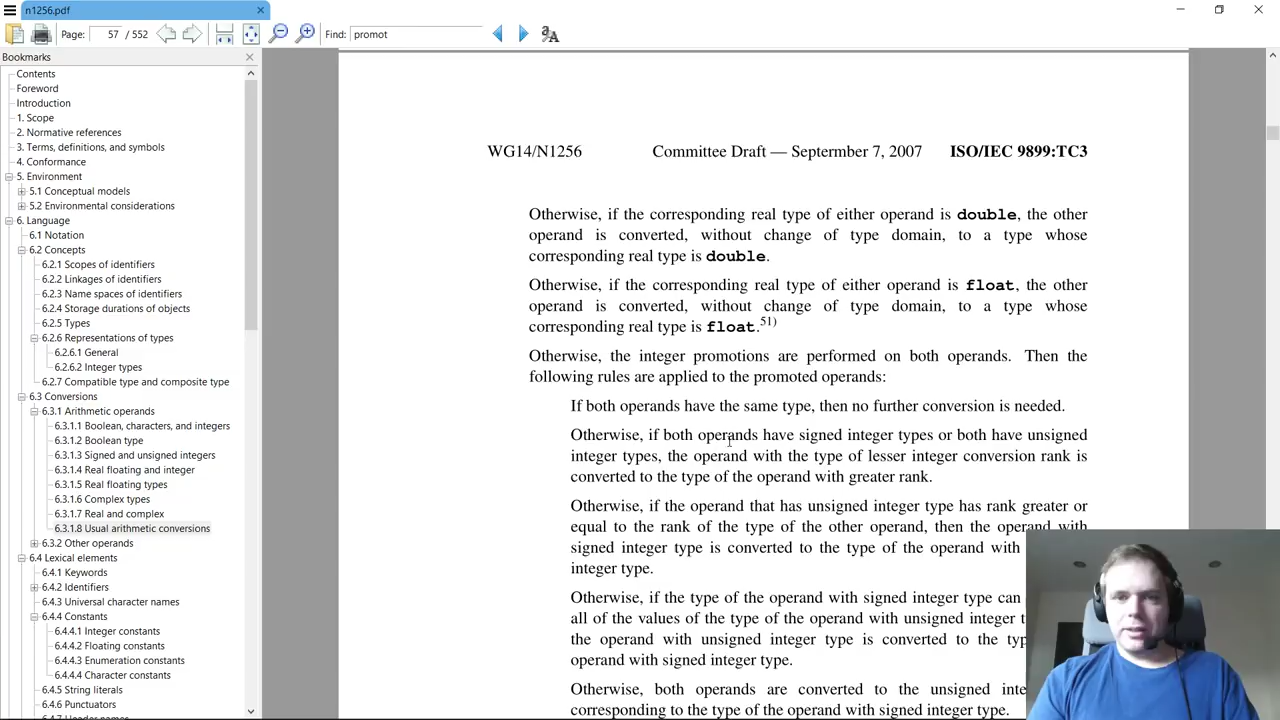 n1256.pdf
Page: 57 / 552 Find: promot
Bookmarks
Contents
Foreword
Introduction
1. Scope
2. Normative references
3. Terms, definitions, and symbols
4. Conformance
5. Environment
5.1 Conceptual models
5.2 Environmental considerations
6. Language
6.1 Notation
6.2 Concepts
6.2.1 Scopes of identifiers
6.2.2 Linkages of identifiers
6.2.3 Name spaces of identifiers
6.2.4 Storage durations of objects
6.2.5 Types
6.2.6 Representations of types
6.2.6.1 General
6.2.6.2 Integer types
6.2.7 Compatible type and composite type
6.3 Conversions
6.3.1 Arithmetic operands
6.3.1.1 Boolean, characters, and integers
6.3.1.2 Boolean type
6.3.1.3 Signed and unsigned integers
6.3.1.4 Real floating and integer
6.3.1.5 Real floating types
6.3.1.6 Complex types
6.3.1.7 Real and complex
6.3.1.8 Usual arithmetic conversions
6.3.2 Other operands
6.4 Lexical elements
6.4.1 Keywords
6.4.2 Identifiers
6.4.3 Universal character names
6.4.4 Constants
6.4.4.1 Integer constants
6.4.4.2 Floating constants
6.4.4.3 Enumeration constants
6.4.4.4 Character constants
6.4.5 String literals
6.4.6 Punctuators
WG14/N1256 Committee Draft — Septermber 7, 2007 ISO/IEC 9899:TC3
Otherwise, if the corresponding real type of either operand is double, the other
operand is converted, without change of type domain, to a type whose
corresponding real type is double.
Otherwise, if the corresponding real type of either operand is float, the other
operand is converted, without change of type domain, to a type whose
corresponding real type is float.51)
Otherwise, the integer promotions are performed on both operands. Then the
following rules are applied to the promoted operands:
If both operands have the same type, then no further conversion is needed.
Otherwise, if both operands have signed integer types or both have unsigned
integer types, the operand with the type of lesser integer conversion rank is
converted to the type of the operand with greater rank.
Otherwise, if the operand that has unsigned integer type has rank greater or
equal to the rank of the type of the other operand, then the operand with
signed integer type is converted to the type of the operand with
integer type.
Otherwise, if the type of the operand with signed integer type can
all of the values of the type of the operand with unsigned integer
the operand with unsigned integer type is converted to the
operand with signed integer type.
Otherwise, both operands are converted to the unsigned
corresponding to the type of the operand with signed integer type.